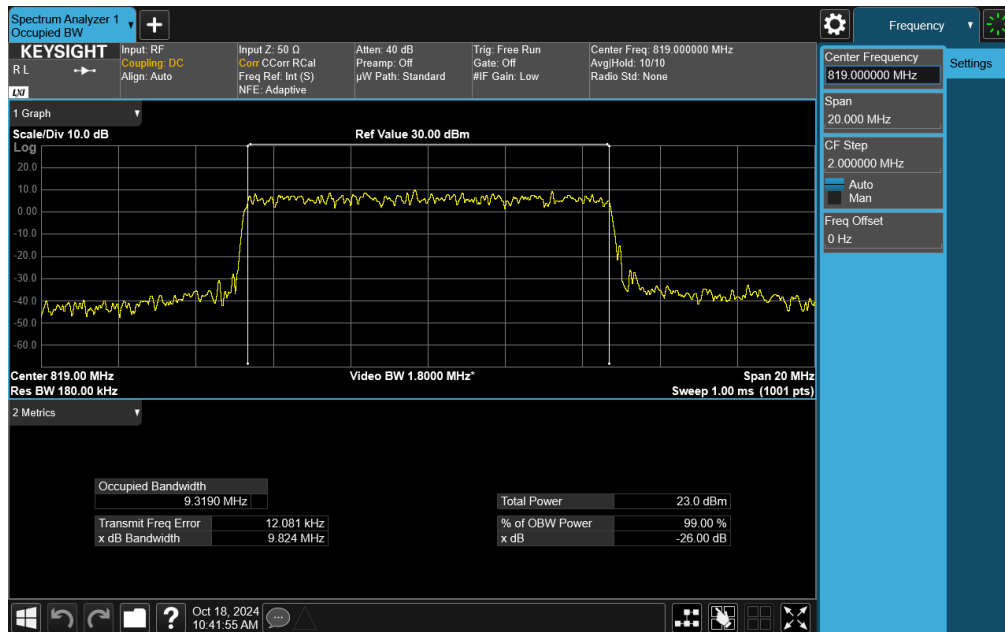 Spectrum Analyzer 1
Occupied BW
Frequency
KEYSIGHT
R L
LXI
Input: RF
Coupling: DC
Align: Auto
Input Z: 50 Ω
Corr CCorr RCal
Freq Ref: Int (S)
NFE: Adaptive
Atten: 40 dB
Preamp: Off
µW Path: Standard
Trig: Free Run
Gate: Off
#IF Gain: Low
Center Freq: 819.000000 MHz
Avg|Hold: 10/10
Radio Std: None
Center Frequency
819.000000 MHz
Settings
Span
20.000 MHz
CF Step
2.000000 MHz
Auto
Man
Freq Offset
0 Hz
1 Graph
Scale/Div 10.0 dB
Ref Value 30.00 dBm
Log
20.0
10.0
0.00
-10.0
-20.0
-30.0
-40.0
-50.0
-60.0
Center 819.00 MHz
Video BW 1.8000 MHz*
Span 20 MHz
Res BW 180.00 kHz
Sweep 1.00 ms (1001 pts)
2 Metrics
Occupied Bandwidth
9.3190 MHz
Total Power 23.0 dBm
Transmit Freq Error 12.081 kHz
% of OBW Power 99.00 %
x dB Bandwidth 9.824 MHz
x dB -26.00 dB
?
Oct 18, 2024
10:41:55 AM